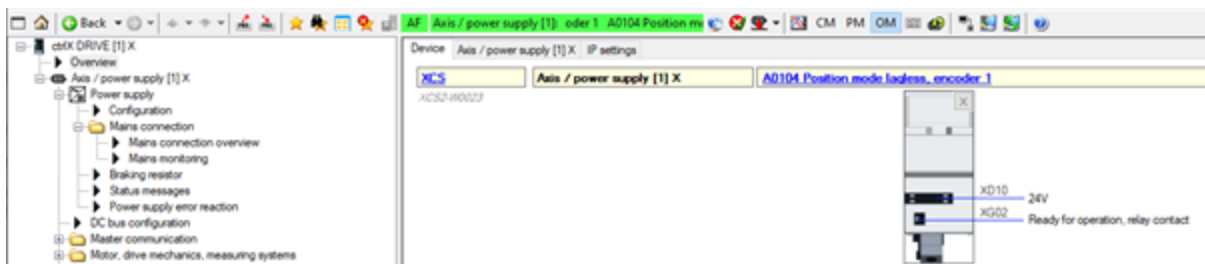 Back AF Axis / power supply [1]: oder 1 A0104 Position m CM PM OM
ctrlX DRIVE [1] X
Overview
Axis / power supply [1] X
Power supply
Configuration
Mains connection
Mains connection overview
Mains monitoring
Braking resistor
Status messages
Power supply error reaction
DC bus configuration
Master communication
Motor, drive mechanics, measuring systems
Device Axis / power supply [1] X IP settings
XCS Axis / power supply [1] X A0104 Position mode lagless, encoder 1
XCS2-W0023
X
XD10
24V
XG02
Ready for operation, relay contact